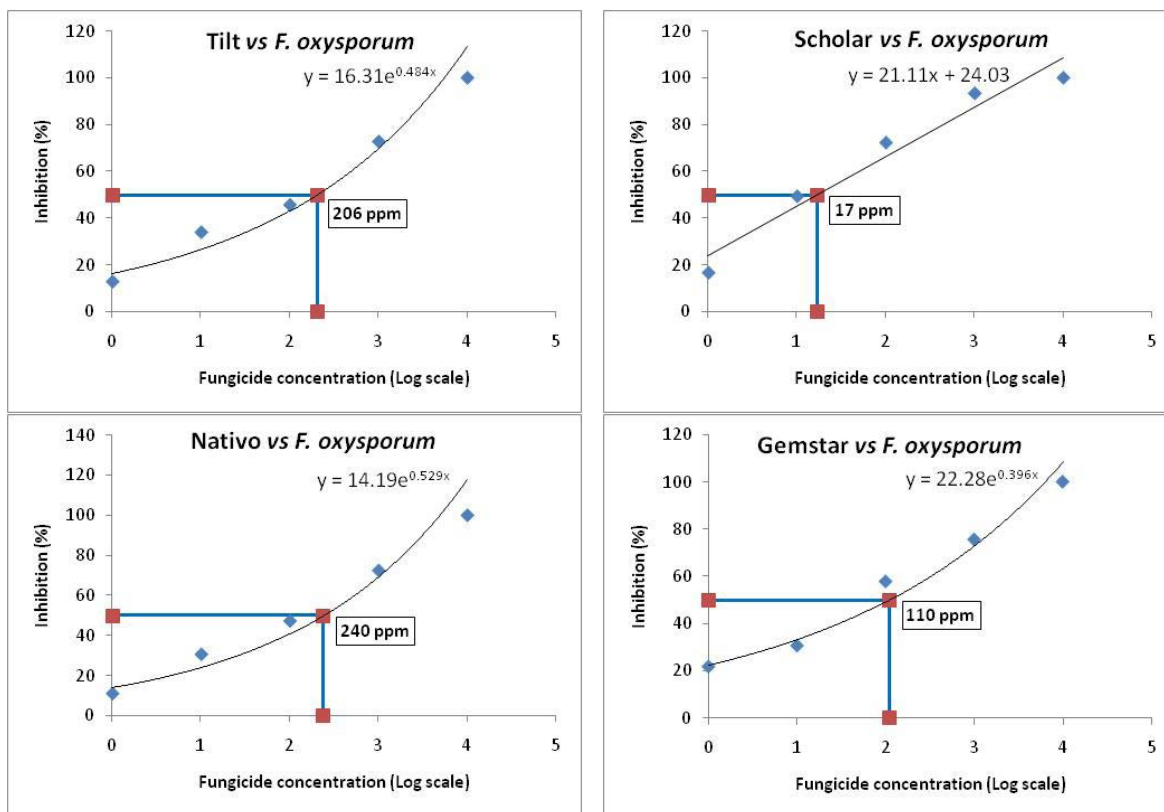 Tilt vs F. oxysporum
y = 16.31e^0.484x
120
100
80
60
40
20
0
Inhibition (%)
206 ppm
0 1 2 3 4 5
Fungicide concentration (Log scale)
Scholar vs F. oxysporum
y = 21.11x + 24.03
120
100
80
60
40
20
0
Inhibition (%)
17 ppm
0 1 2 3 4 5
Fungicide concentration (Log scale)
Nativo vs F. oxysporum
y = 14.19e^0.529x
140
120
100
80
60
40
20
0
Inhibition (%)
240 ppm
0 1 2 3 4 5
Fungicide concentration (Log scale)
Gemstar vs F. oxysporum
y = 22.28e^0.396x
120
100
80
60
40
20
0
Inhibition (%)
110 ppm
0 1 2 3 4 5
Fungicide concentration (Log scale)